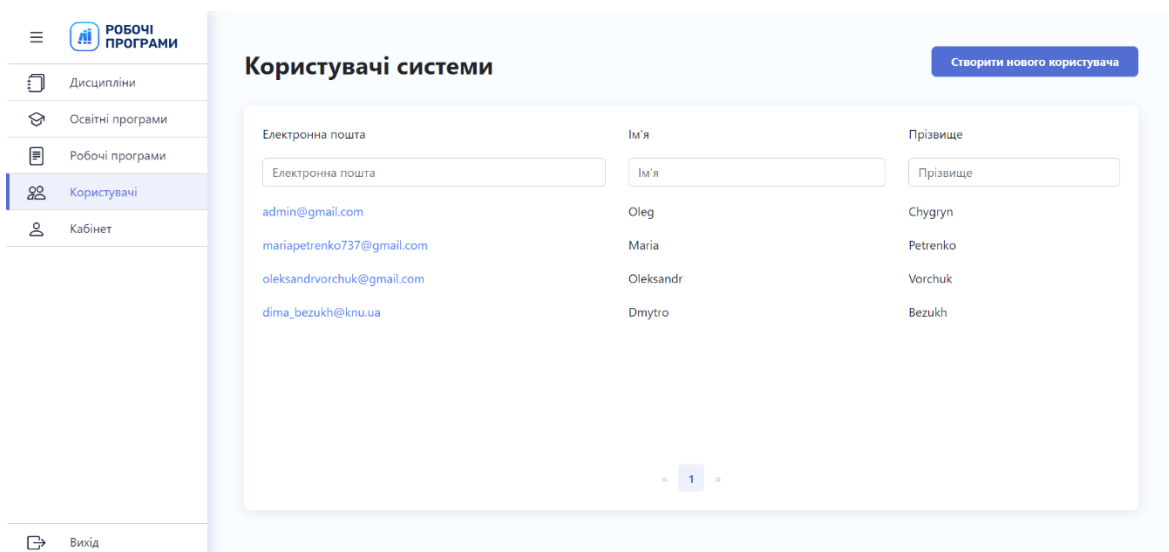 РОБОЧІ
ПРОГРАМИ
Дисципліни
Освітні програми
Робочі програми
Користувачі
Кабінет
Вихід
Користувачі системи
Створити нового користувача
Електронна пошта Ім'я Прізвище
Електронна пошта Ім'я Прізвище
admin@gmail.com Oleg Chygryn
mariapetrenko737@gmail.com Maria Petrenko
oleksandrvorchuk@gmail.com Oleksandr Vorchuk
dima_bezukh@knu.ua Dmytro Bezukh
« 1 »